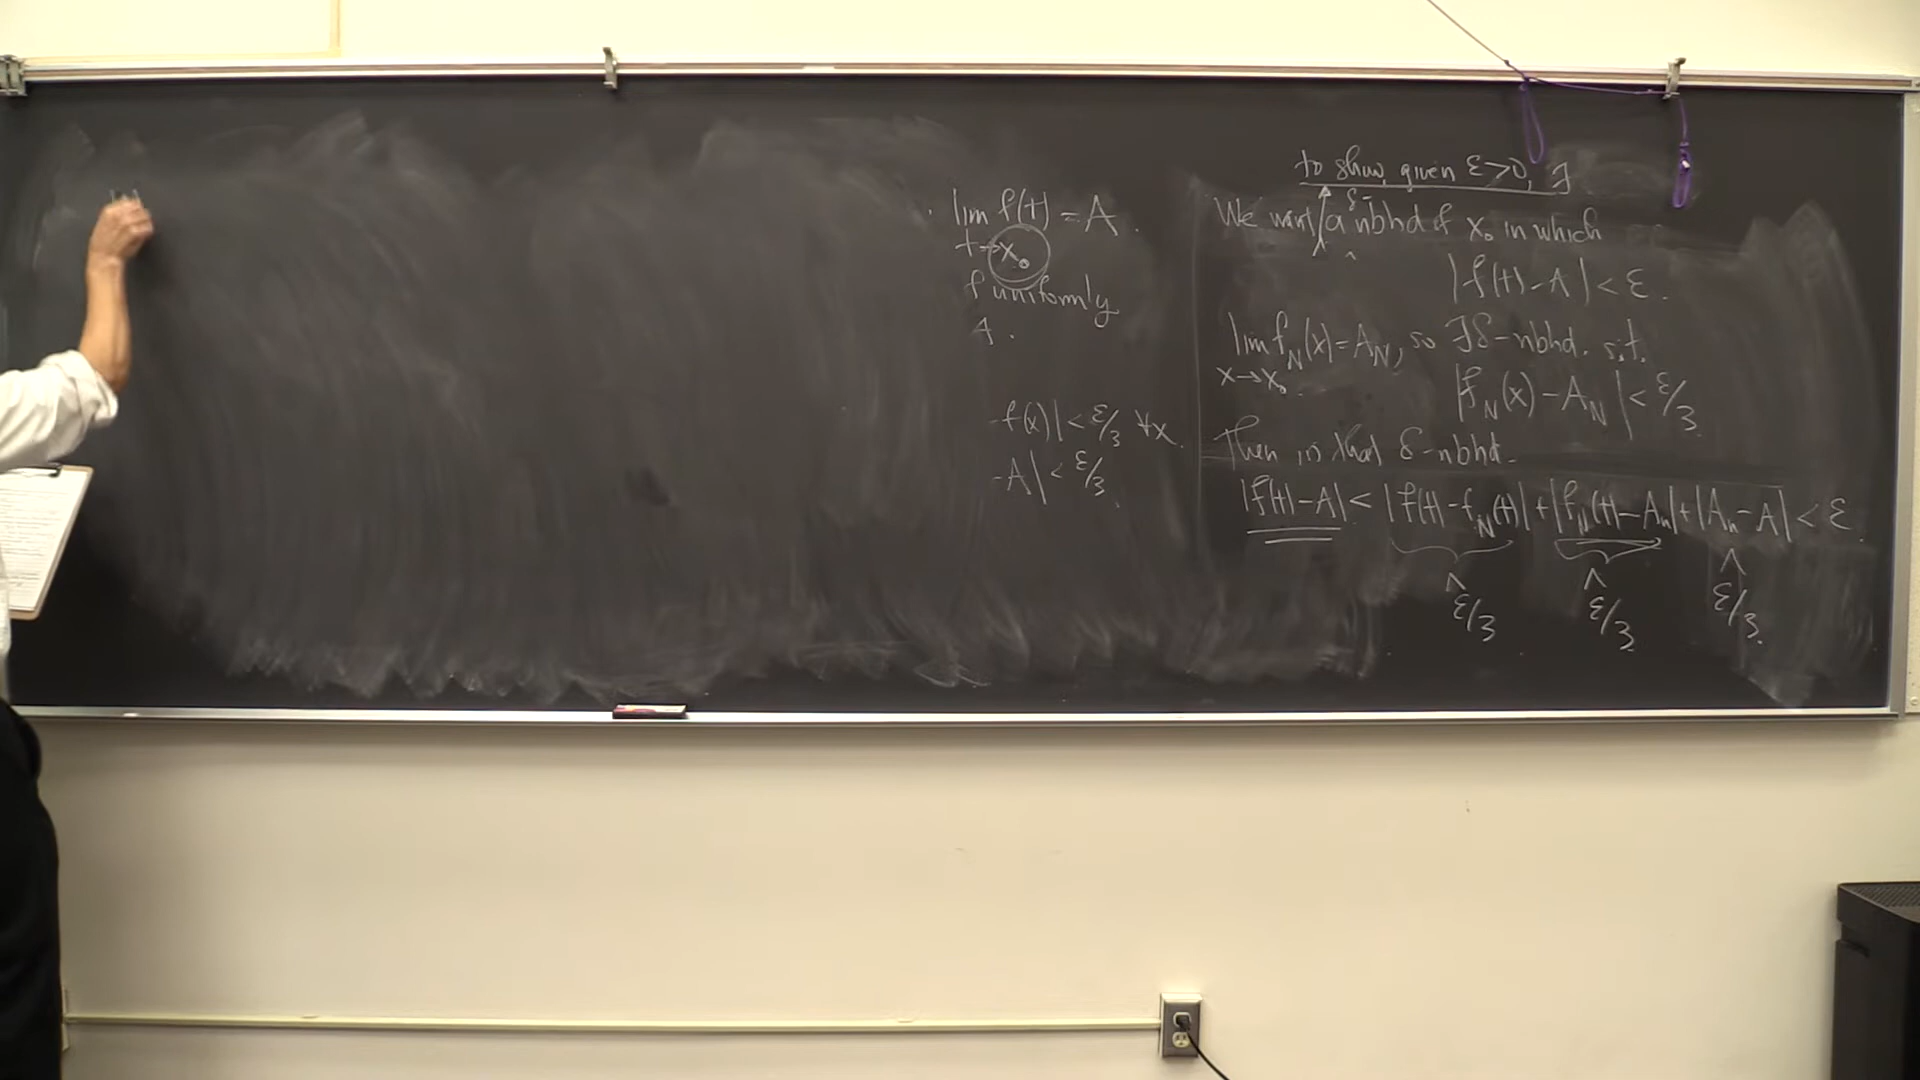 lim f(t) = A.
t→x₀
f uniformly
A.
-f(x)| < ε/3 ∀x.
-A| < ε/3
to show, given ε>0, ∃
We want a δ-nbhd of x₀ in which
|f(t)-A| < ε.
lim f_N(x) = A_N, so ∃δ-nbhd. s.t.
x→x₀
|f_N(x) - A_N| < ε/3.
Then in that δ-nbhd.
|f(t)-A| < |f(t)-f_N(t)| + |f_N(t)-A_n| + |A_n-A| < ε.
^ ^ ^
ε/3 ε/3 ε/3.